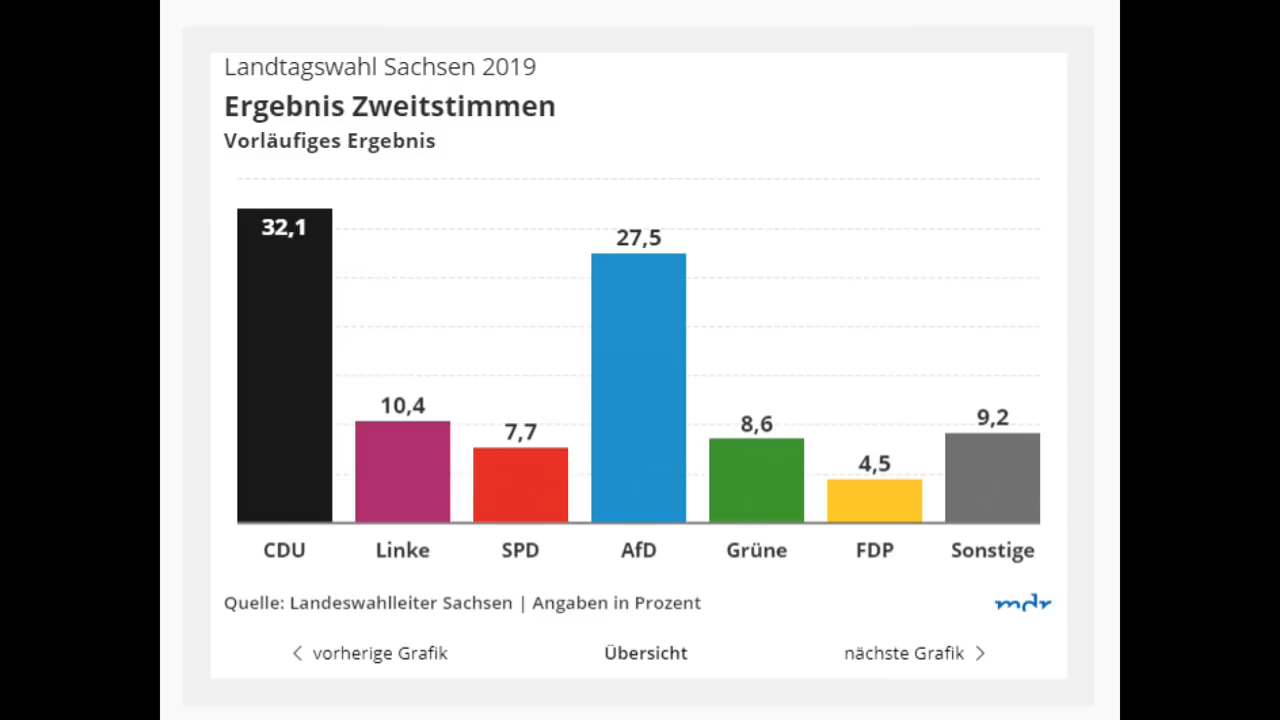 Landtagswahl Sachsen 2019
Ergebnis Zweitstimmen
Vorläufiges Ergebnis
32,1
10,4
7,7
27,5
8,6
4,5
9,2
CDU Linke SPD AfD Grüne FDP Sonstige
Quelle: Landeswahlleiter Sachsen | Angaben in Prozent
mdr
vorherige Grafik Übersicht nächste Grafik